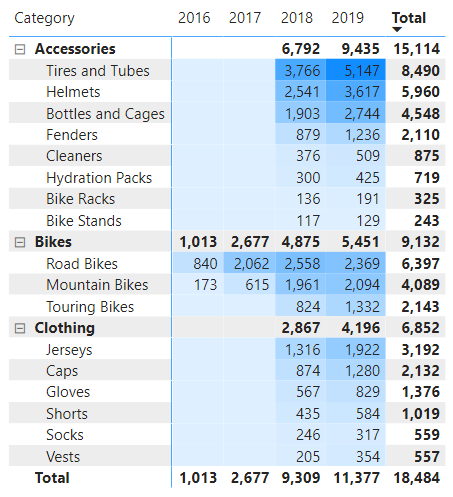 Category 2016 2017 2018 2019 Total
Accessories 6,792 9,435 15,114
Tires and Tubes 3,766 5,147 8,490
Helmets 2,541 3,617 5,960
Bottles and Cages 1,903 2,744 4,548
Fenders 879 1,236 2,110
Cleaners 376 509 875
Hydration Packs 300 425 719
Bike Racks 136 191 325
Bike Stands 117 129 243
Bikes 1,013 2,677 4,875 5,451 9,132
Road Bikes 840 2,062 2,558 2,369 6,397
Mountain Bikes 173 615 1,961 2,094 4,089
Touring Bikes 824 1,332 2,143
Clothing 2,867 4,196 6,852
Jerseys 1,316 1,922 3,192
Caps 874 1,280 2,132
Gloves 567 829 1,376
Shorts 435 584 1,019
Socks 246 317 559
Vests 205 354 557
Total 1,013 2,677 9,309 11,377 18,484